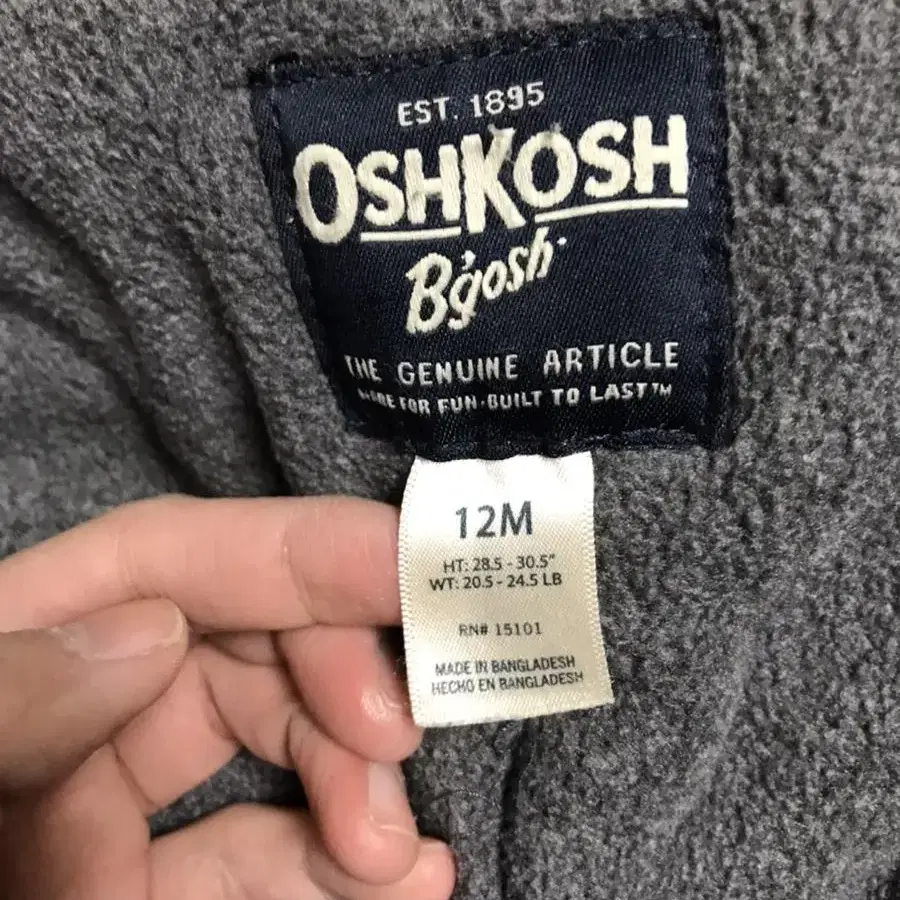 EST. 1895
OSHKOSH
B'gosh
THE GENUINE ARTICLE
MADE FOR FUN·BUILT TO LAST™
12M
HT: 28.5 - 30.5"
WT: 20.5 - 24.5 LB
RN# 15101
MADE IN BANGLADESH
HECHO EN BANGLADESH